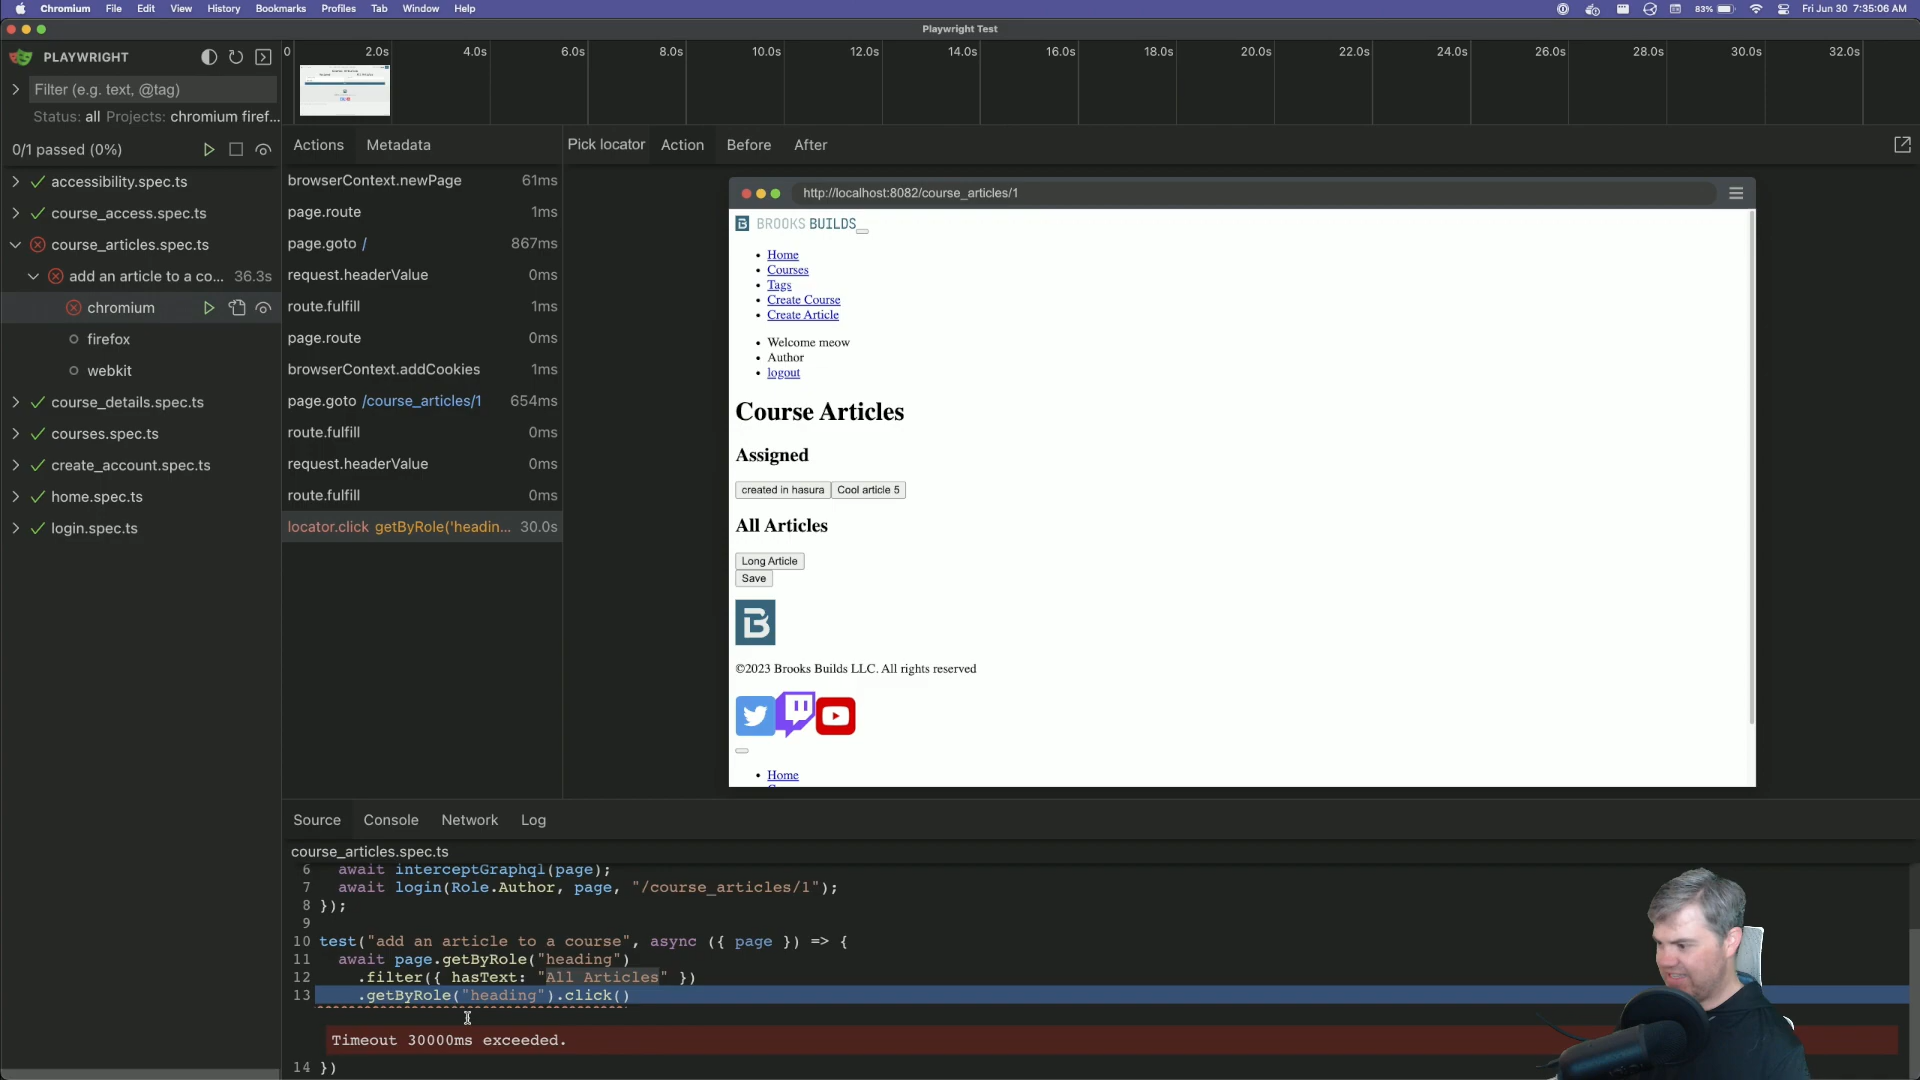 Chromium File Edit View History Bookmarks Profiles Tab Window Help
83% Fri Jun 30 7:35:06 AM
Playwright Test
PLAYWRIGHT
Filter (e.g. text, @tag)
Status: all Projects: chromium firef...
0/1 passed (0%)
accessibility.spec.ts
course_access.spec.ts
course_articles.spec.ts
add an article to a co... 36.3s
chromium
firefox
webkit
course_details.spec.ts
courses.spec.ts
create_account.spec.ts
home.spec.ts
login.spec.ts
0 2.0s 4.0s 6.0s 8.0s 10.0s 12.0s 14.0s 16.0s 18.0s 20.0s 22.0s 24.0s 26.0s 28.0s 30.0s 32.0s
Actions Metadata
browserContext.newPage 61ms
page.route 1ms
page.goto / 867ms
request.headerValue 0ms
route.fulfill 1ms
page.route 0ms
browserContext.addCookies 1ms
page.goto /course_articles/1 654ms
route.fulfill 0ms
request.headerValue 0ms
route.fulfill 0ms
locator.click getByRole('headin... 30.0s
Pick locator Action Before After
http://localhost:8082/course_articles/1
B BROOKS BUILDS
Home
Courses
Tags
Create Course
Create Article
Welcome meow
Author
logout
Course Articles
Assigned
created in hasura Cool article 5
All Articles
Long Article
Save
B
©2023 Brooks Builds LLC. All rights reserved
Home
Source Console Network Log
course_articles.spec.ts
6 await interceptGraphql(page);
7 await login(Role.Author, page, "/course_articles/1");
8 });
9
10 test("add an article to a course", async ({ page }) => {
11 await page.getByRole("heading")
12 .filter({ hasText: "All Articles" })
13 .getByRole("heading").click()
Timeout 30000ms exceeded.
14 })